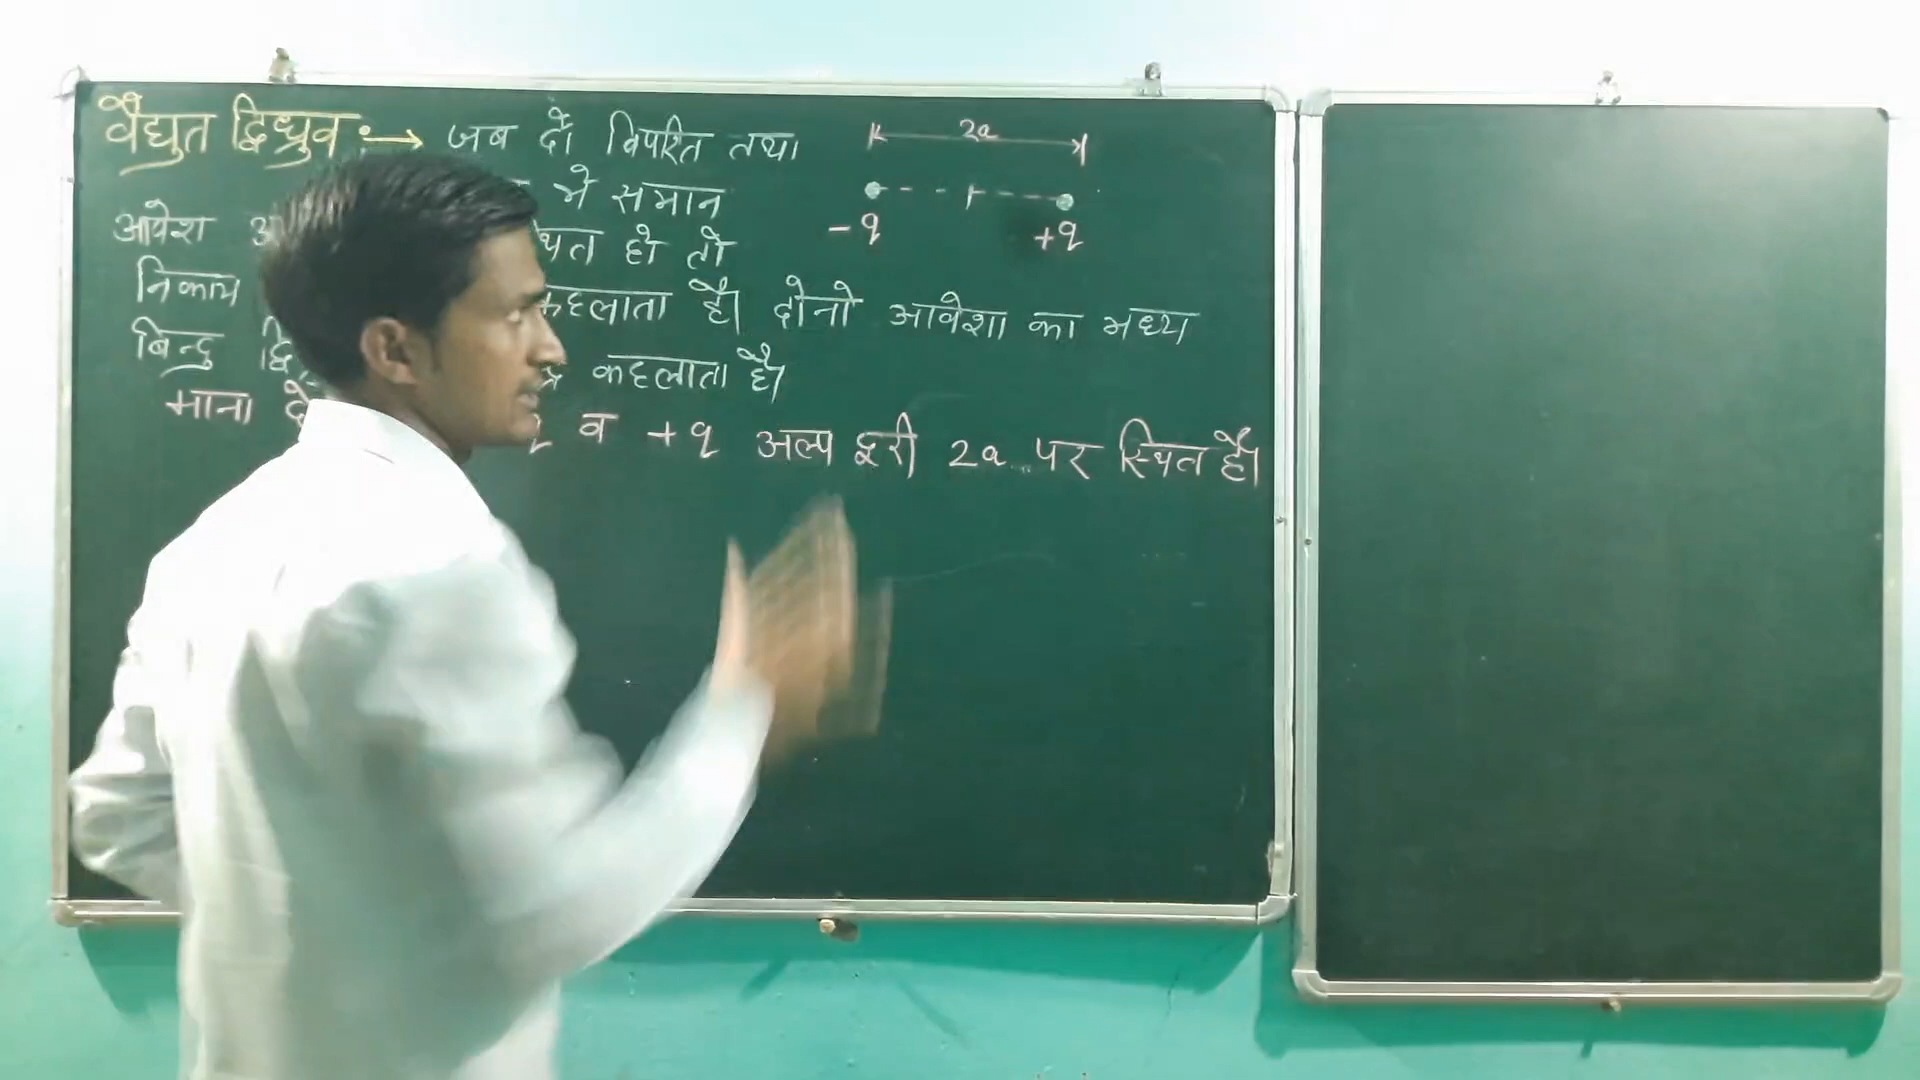 वैद्युत द्विध्रुव :→ जब दो विपरित तथा
मे समान
आवेश
हो तो
निकाय कहलाता है। दोनो आवेशा का मध्य
बिन्दु कहलाता है।
माना व +q अल्प दूरी 2a पर स्थित है।
2a
-q +q